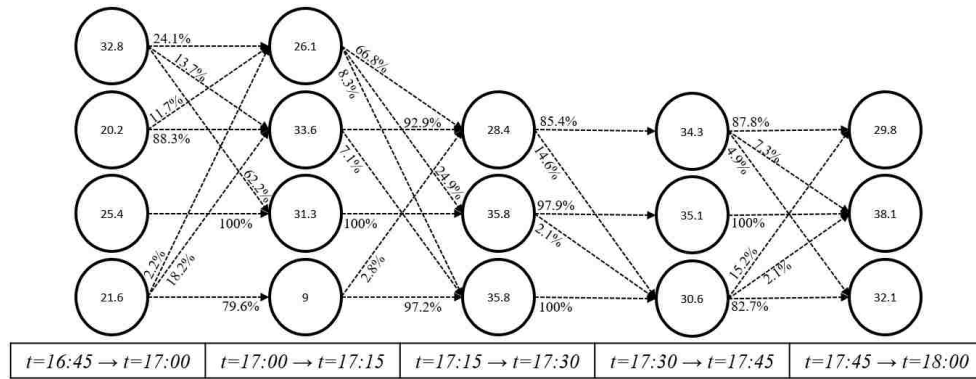 32.8 24.1% 26.1
13.7% 66.8%
8.3%
20.2 11.7% 33.6 92.9% 28.4 85.4% 34.3 87.8% 29.8
88.3% 7.1% 14.6% 7.3%
4.9%
62.2% 24.9%
25.4 100% 31.3 100% 35.8 97.9% 35.1 100% 38.1
2.1%
2.2% 2.8% 15.2%
18.2% 2.1%
21.6 79.6% 9 97.2% 35.8 100% 30.6 82.7% 32.1
t=16:45 → t=17:00 t=17:00 → t=17:15 t=17:15 → t=17:30 t=17:30 → t=17:45 t=17:45 → t=18:00